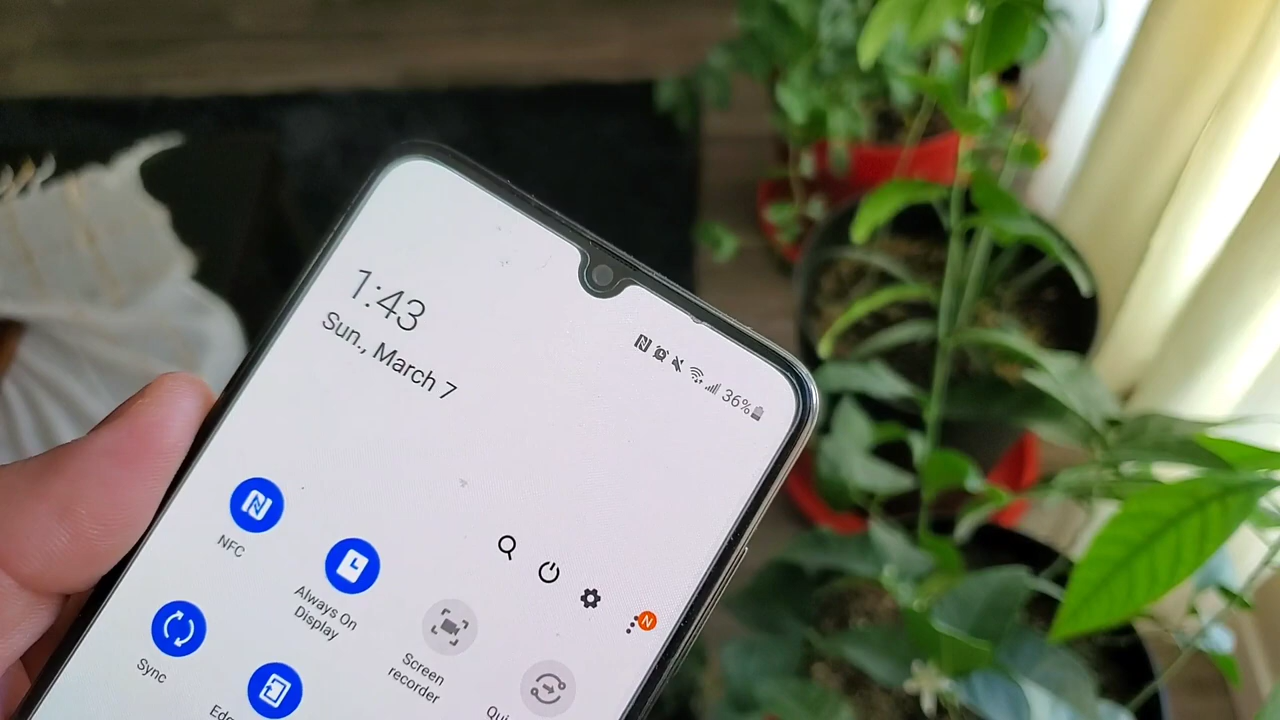 1:43
Sun., March 7
36%
N
NFC
Always On
Display
Screen
recorder
Sync